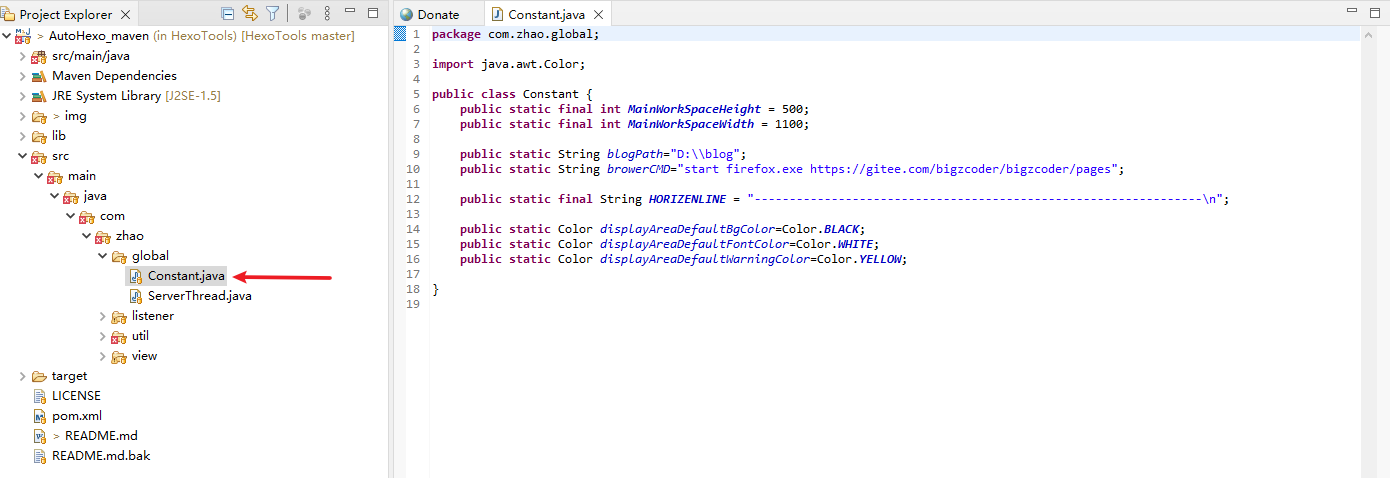 Project Explorer
> AutoHexo_maven (in HexoTools) [HexoTools master]
src/main/java
Maven Dependencies
JRE System Library [J2SE-1.5]
> img
lib
src
main
java
com
zhao
global
Constant.java
ServerThread.java
listener
util
view
target
LICENSE
pom.xml
> README.md
README.md.bak
Donate
Constant.java
1 package com.zhao.global;
2
3 import java.awt.Color;
4
5 public class Constant {
6 public static final int MainWorkSpaceHeight = 500;
7 public static final int MainWorkSpaceWidth = 1100;
8
9 public static String blogPath="D:\\blog";
10 public static String browerCMD="start firefox.exe https://gitee.com/bigzcoder/bigzcoder/pages";
11
12 public static final String HORIZENLINE = "----------------------------------------------------------------\n";
13
14 public static Color displayAreaDefaultBgColor=Color.BLACK;
15 public static Color displayAreaDefaultFontColor=Color.WHITE;
16 public static Color displayAreaDefaultWarningColor=Color.YELLOW;
17
18 }
19